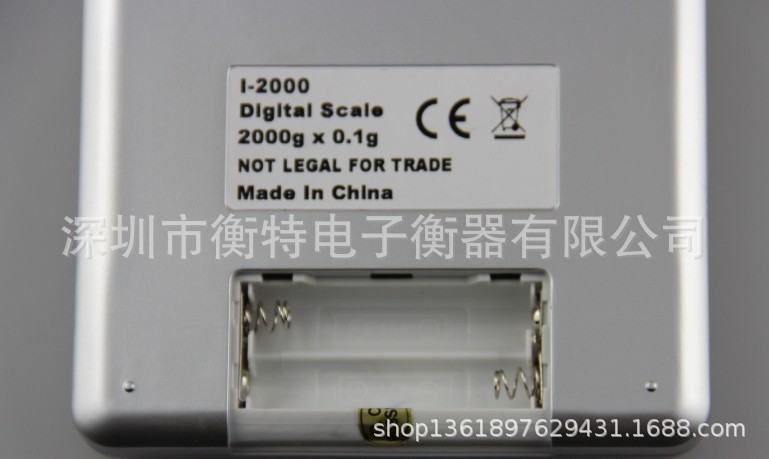 I-2000
Digital Scale
2000g x 0.1g
CE
NOT LEGAL FOR TRADE
Made In China
深圳市衡特电子衡器有限公司
shop1361897629431.1688.com